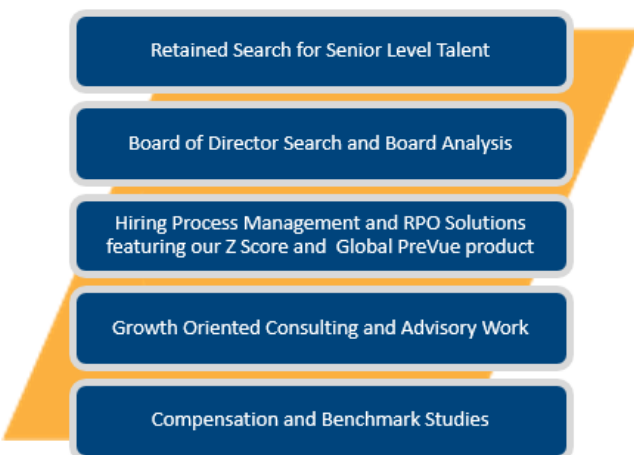 Retained Search for Senior Level Talent
Board of Director Search and Board Analysis
Hiring Process Management and RPO Solutions
featuring our Z Score and  Global PreVue product
Growth Oriented Consulting and Advisory Work
Compensation and Benchmark Studies